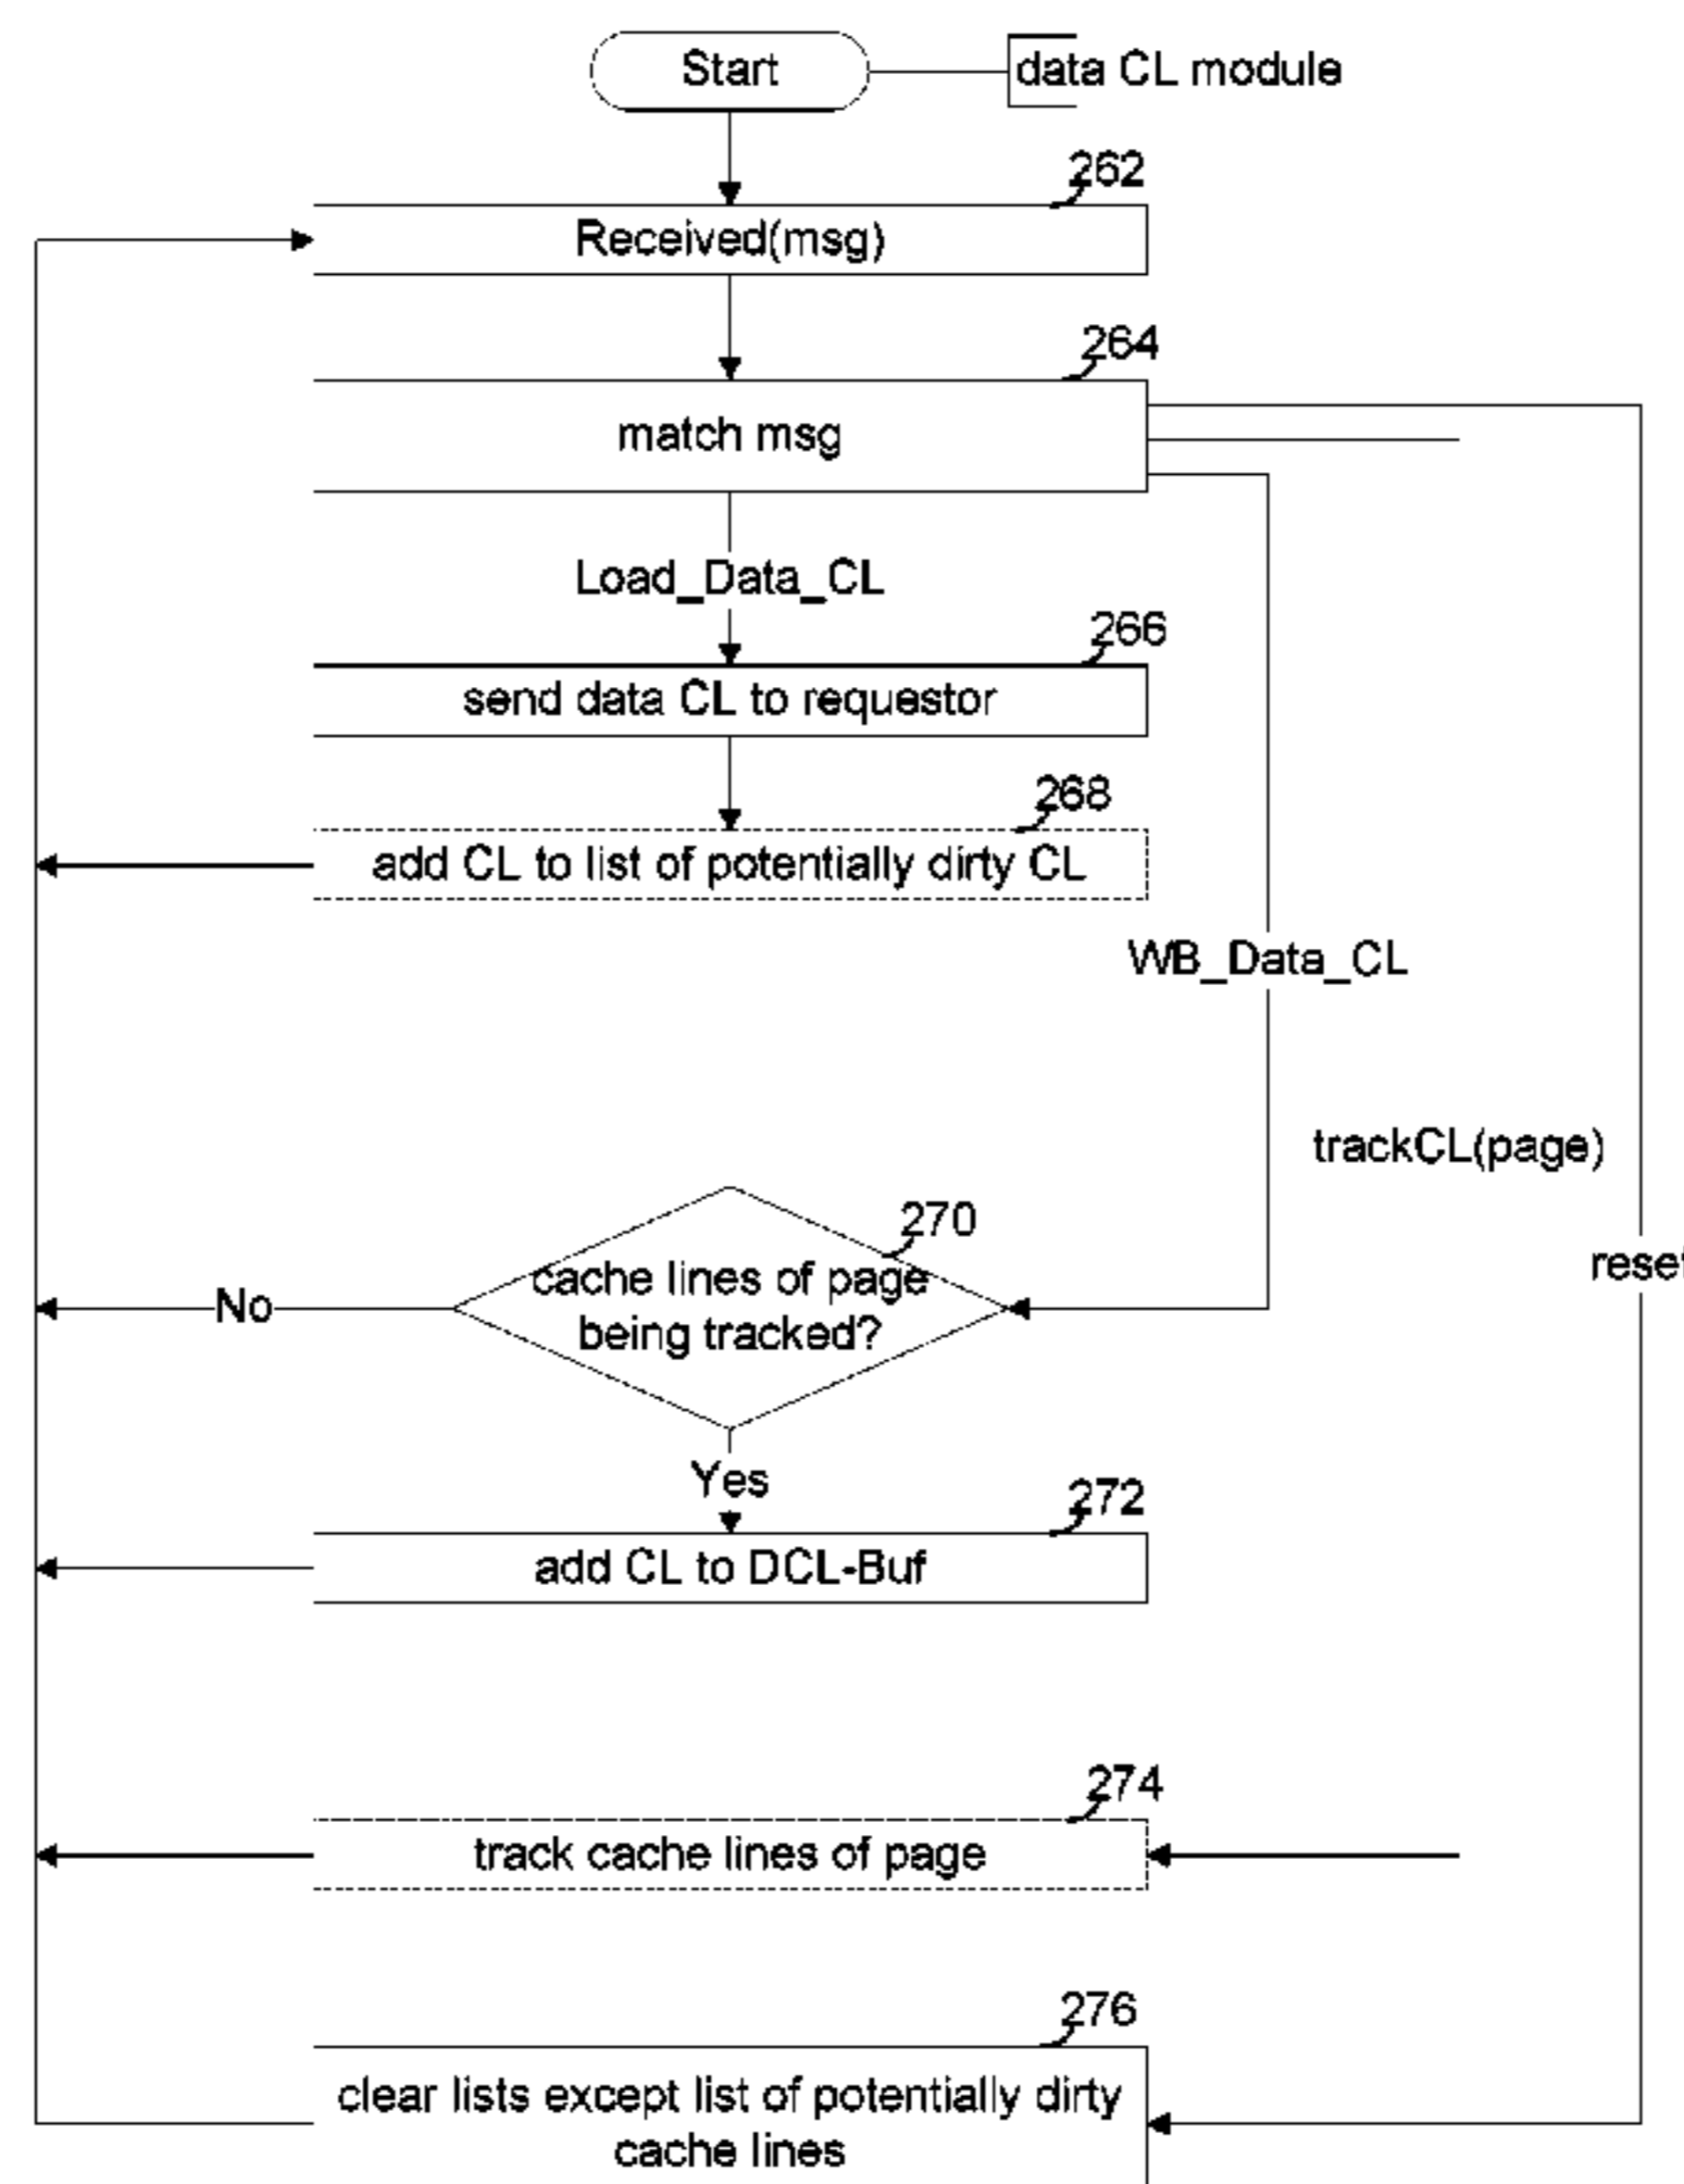 Start
data CL module
262
Received(msg)
264
match msg
Load_Data_CL
266
send data CL to requestor
268
add CL to list of potentially dirty CL
WB_Data_CL
trackCL(page)
270
cache lines of page
being tracked?
reset
No
Yes
272
add CL to DCL-Buf
274
track cache lines of page
276
clear lists except list of potentially dirty
cache lines